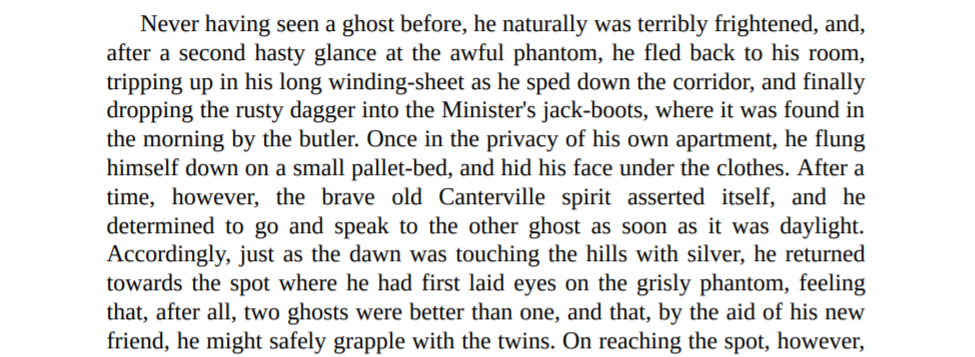 Never having seen a ghost before, he naturally was terribly frightened, and,
after a second hasty glance at the awful phantom, he fled back to his room,
tripping up in his long winding-sheet as he sped down the corridor, and finally
dropping the rusty dagger into the Minister's jack-boots, where it was found in
the morning by the butler. Once in the privacy of his own apartment, he flung
himself down on a small pallet-bed, and hid his face under the clothes. After a
time, however, the brave old Canterville spirit asserted itself, and he
determined to go and speak to the other ghost as soon as it was daylight.
Accordingly, just as the dawn was touching the hills with silver, he returned
towards the spot where he had first laid eyes on the grisly phantom, feeling
that, after all, two ghosts were better than one, and that, by the aid of his new
friend, he might safely grapple with the twins. On reaching the spot, however,